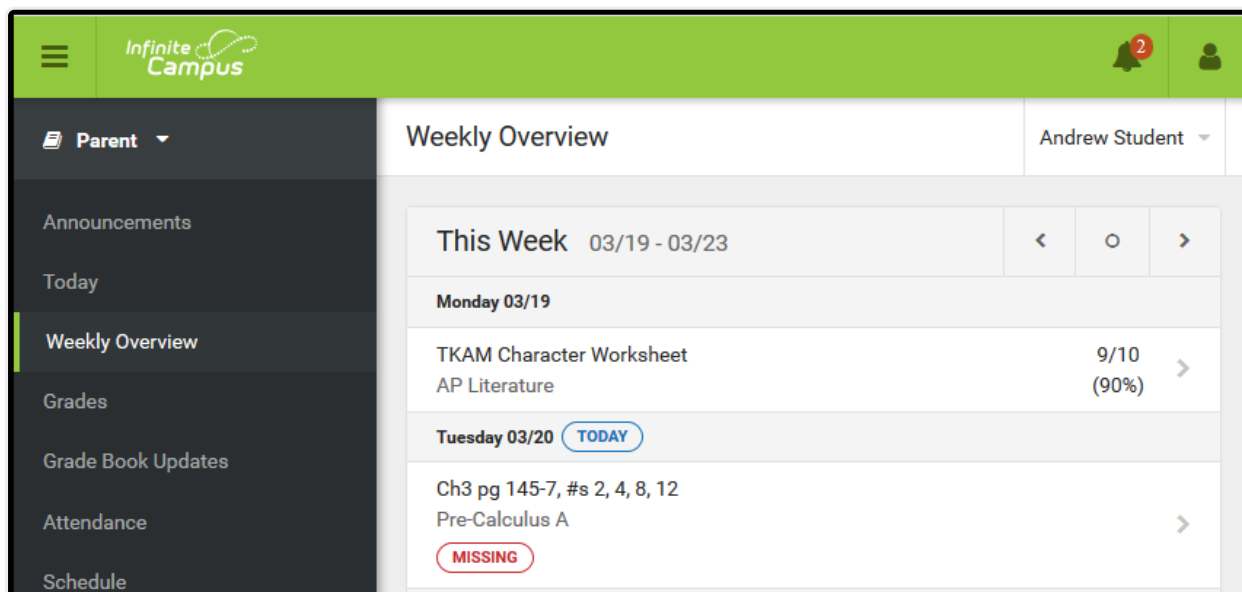 Infinite
Campus
2
Parent
Weekly Overview
Andrew Student
Announcements
Today
Weekly Overview
Grades
Grade Book Updates
Attendance
Schedule
This Week 03/19 - 03/23
Monday 03/19
TKAM Character Worksheet 9/10
AP Literature (90%)
Tuesday 03/20 TODAY
Ch3 pg 145-7, #s 2, 4, 8, 12
Pre-Calculus A
MISSING